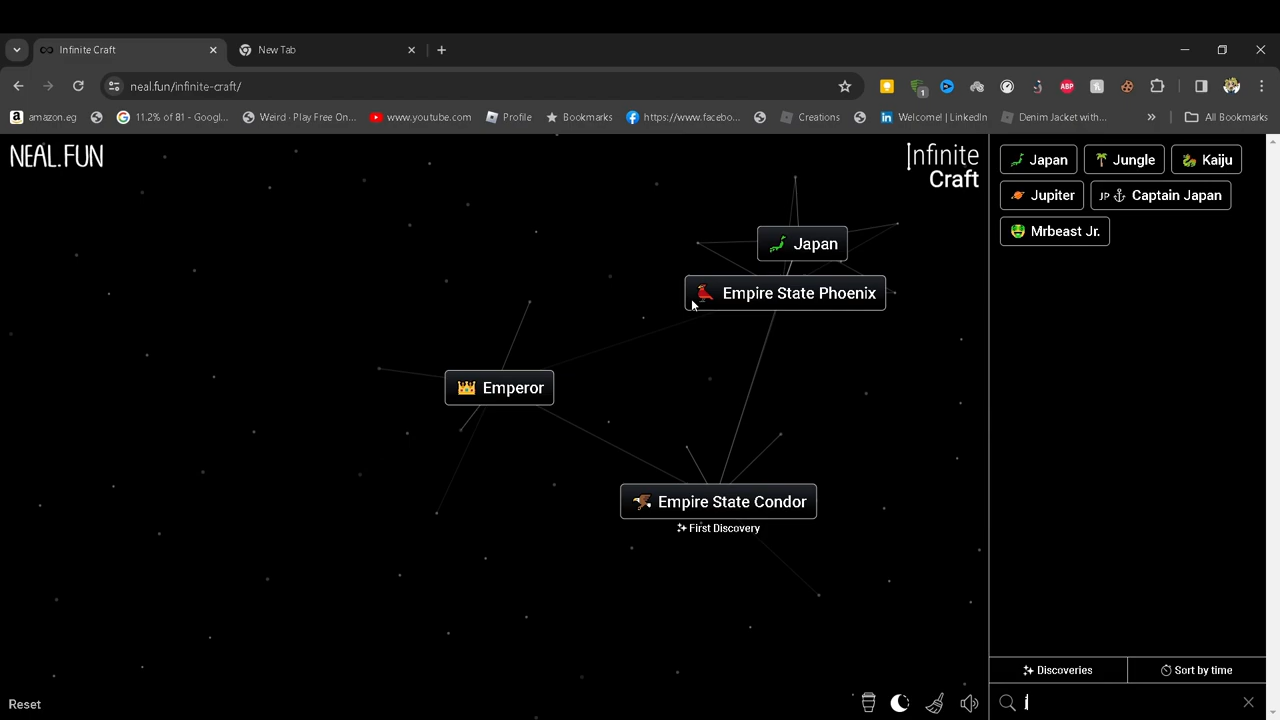 Infinite Craft
New Tab
neal.fun/infinite-craft/
1
ABP
amazon.eg
11.2% of 81 - Googl...
Weird · Play Free On...
www.youtube.com
Profile
Bookmarks
https://www.faceboo...
Creations
Welcome! | LinkedIn
Denim Jacket with...
All Bookmarks
NEAL.FUN
Infinite
Craft
Japan
Jungle
Kaiju
Jupiter
JP
Captain Japan
Mrbeast Jr.
Japan
Empire State Phoenix
Emperor
Empire State Condor
First Discovery
Discoveries
Sort by time
Reset
j